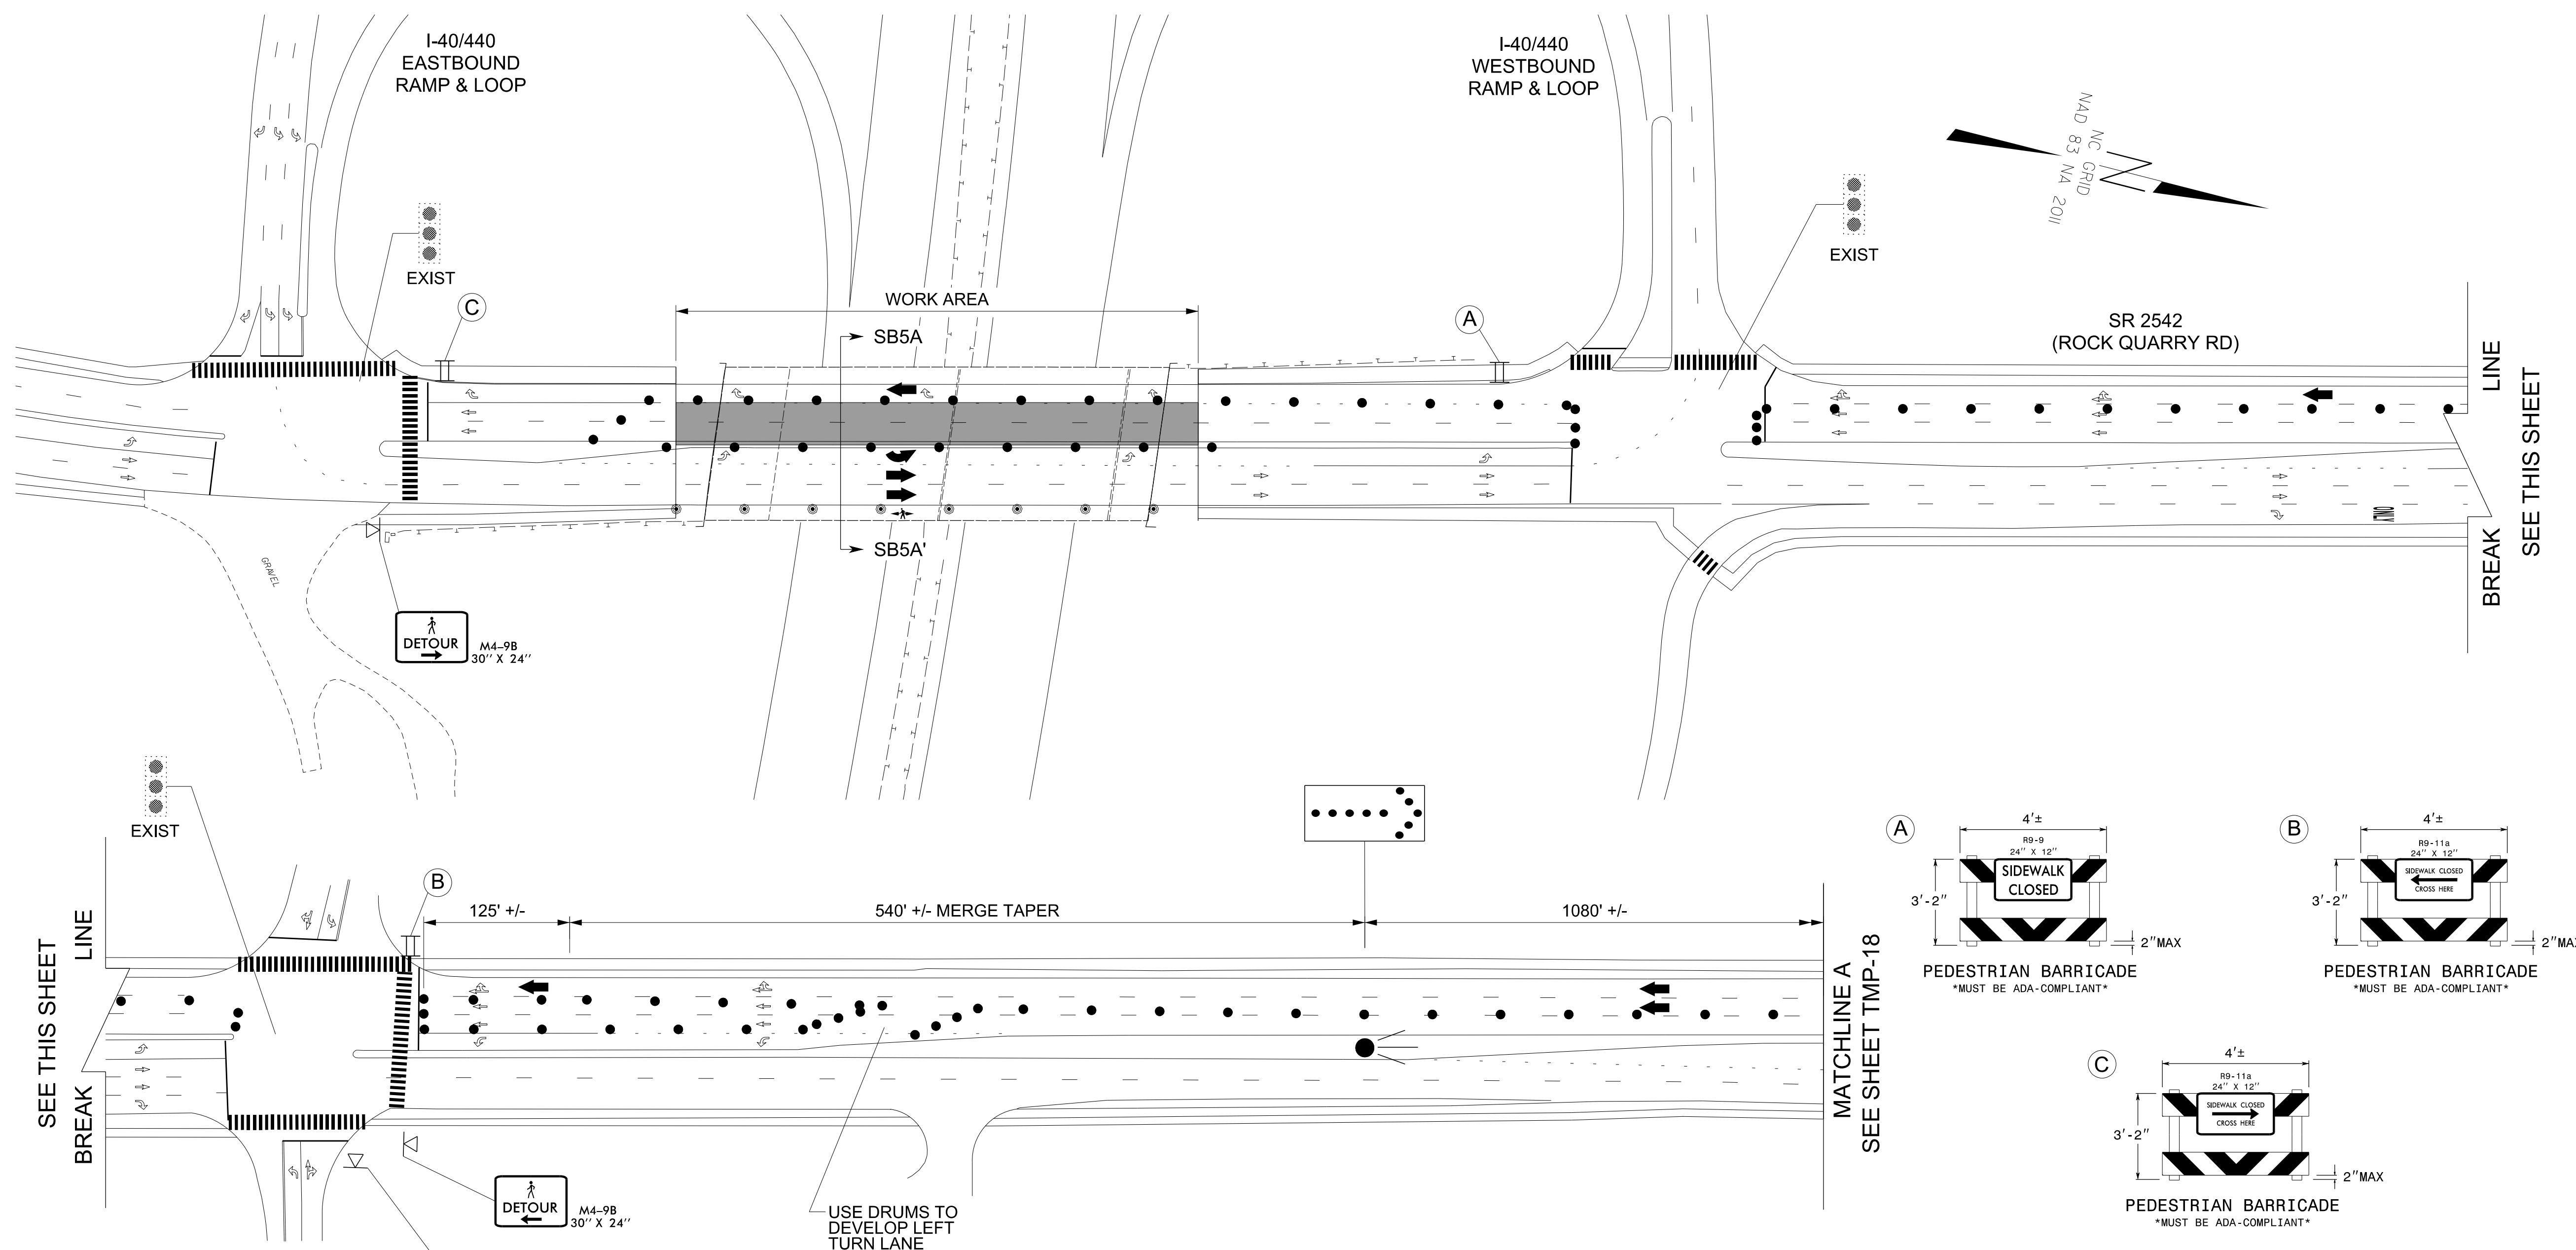 I-40/440
EASTBOUND
RAMP & LOOP
I-40/440
WESTBOUND
RAMP & LOOP
NC GRID
NAD 83 NA 2011
EXIST
EXIST
C
WORK AREA
A
SB5A
SR 2542
(ROCK QUARRY RD)
LINE
BREAK
SEE THIS SHEET
SB5A'
GRAVEL
DETOUR
M4-9B
30'' X 24''
EXIST
B
125' +/-
540' +/- MERGE TAPER
1080' +/-
LINE
BREAK
SEE THIS SHEET
MATCHLINE A
SEE SHEET TMP-18
DETOUR
M4-9B
30'' X 24''
USE DRUMS TO
DEVELOP LEFT
TURN LANE
A
4'±
R9-9
24'' X 12''
SIDEWALK
CLOSED
3'-2"
2"MAX
PEDESTRIAN BARRICADE
*MUST BE ADA-COMPLIANT*
B
4'±
R9-11a
24'' X 12''
SIDEWALK CLOSED
CROSS HERE
3'-2"
2"MAX
PEDESTRIAN BARRICADE
*MUST BE ADA-COMPLIANT*
C
4'±
R9-11a
24'' X 12''
SIDEWALK CLOSED
CROSS HERE
3'-2"
2"MAX
PEDESTRIAN BARRICADE
*MUST BE ADA-COMPLIANT*